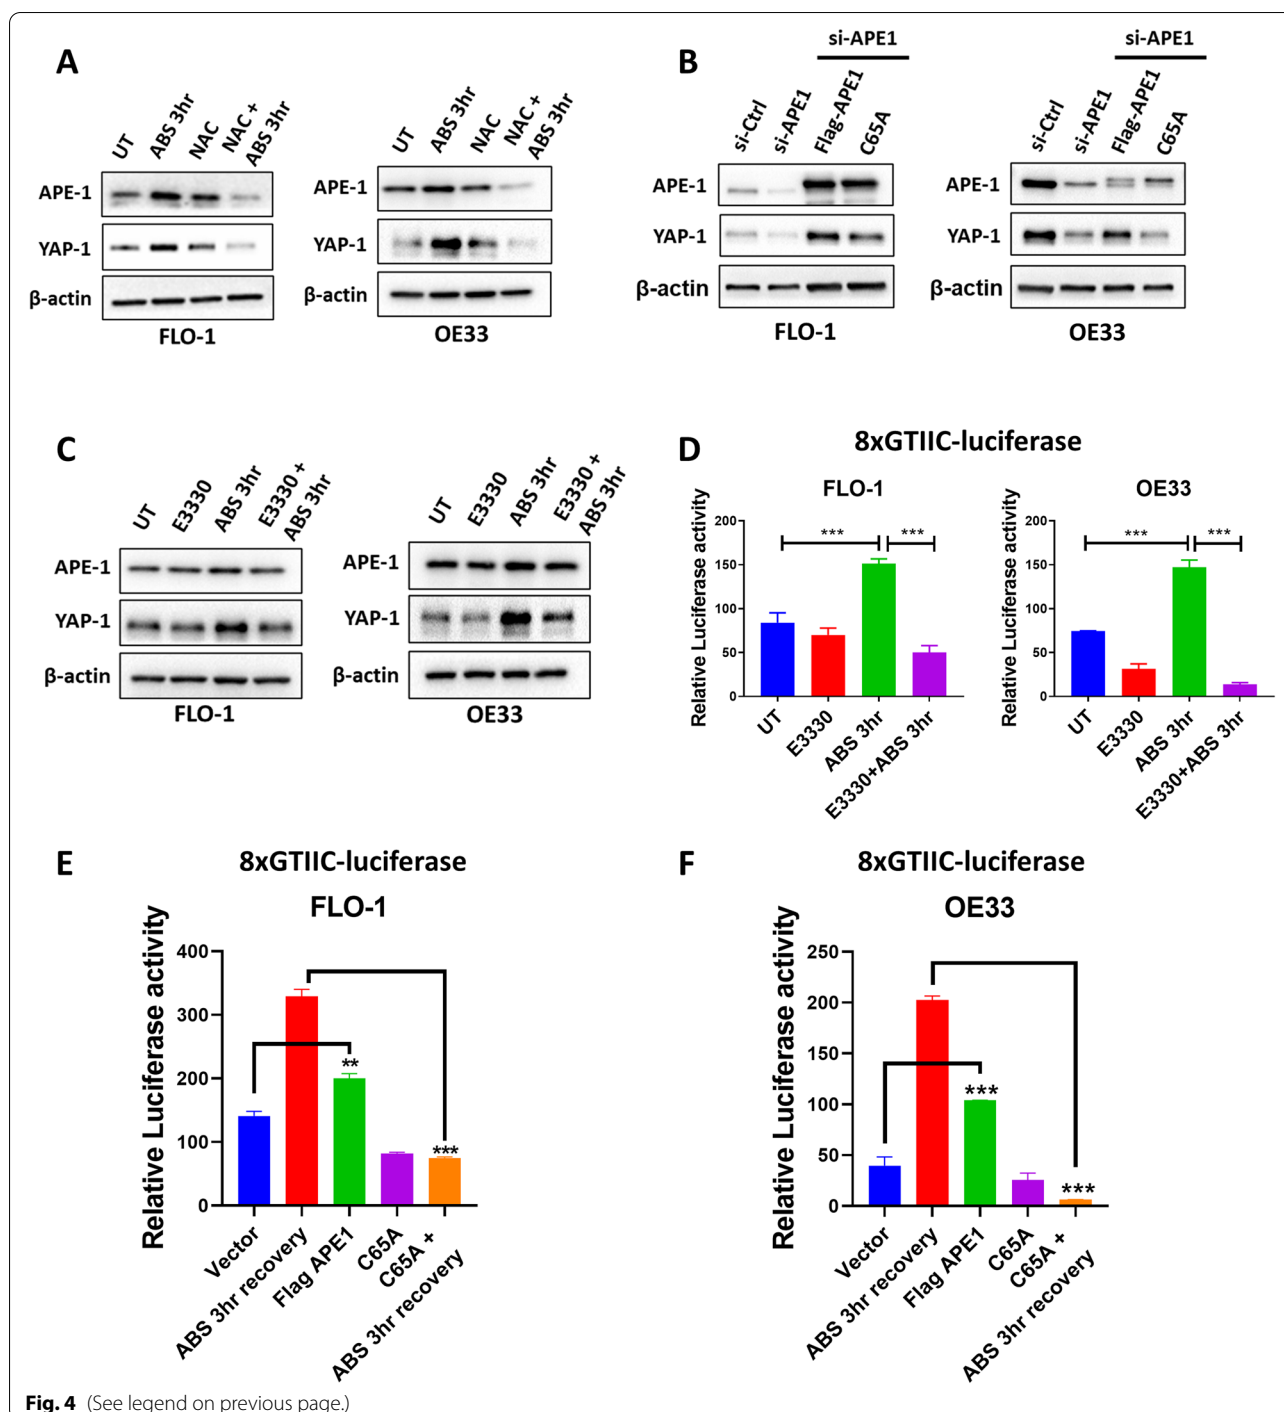 A
UT
ABS 3hr
NAC
NAC +
ABS 3hr
APE-1
YAP-1
β-actin
FLO-1
UT
ABS 3hr
NAC
NAC +
ABS 3hr
APE-1
YAP-1
β-actin
OE33
B
si-APE1
si-Ctrl
si-APE1
Flag-APE1
C65A
APE-1
YAP-1
β-actin
FLO-1
si-APE1
si-Ctrl
si-APE1
Flag-APE1
C65A
APE-1
YAP-1
β-actin
OE33
C
UT
E3330
ABS 3hr
E3330 +
ABS 3hr
APE-1
YAP-1
β-actin
FLO-1
UT
E3330
ABS 3hr
E3330 +
ABS 3hr
APE-1
YAP-1
β-actin
OE33
D
8xGTIIC-luciferase
FLO-1
Relative Luciferase activity
200
150
100
50
0
***
***
UT
E3330
ABS 3hr
E3330+ABS 3hr
OE33
Relative Luciferase activity
200
150
100
50
0
***
***
UT
E3330
ABS 3hr
E3330+ABS 3hr
E
8xGTIIC-luciferase
FLO-1
Relative Luciferase activity
400
300
200
100
0
**
***
Vector
ABS 3hr recovery
Flag APE1
C65A
C65A +
ABS 3hr recovery
F
8xGTIIC-luciferase
OE33
Relative Luciferase activity
250
200
150
100
50
0
***
***
Vector
ABS 3hr recovery
Flag APE1
C65A
C65A +
ABS 3hr recovery
Fig. 4 (See legend on previous page.)